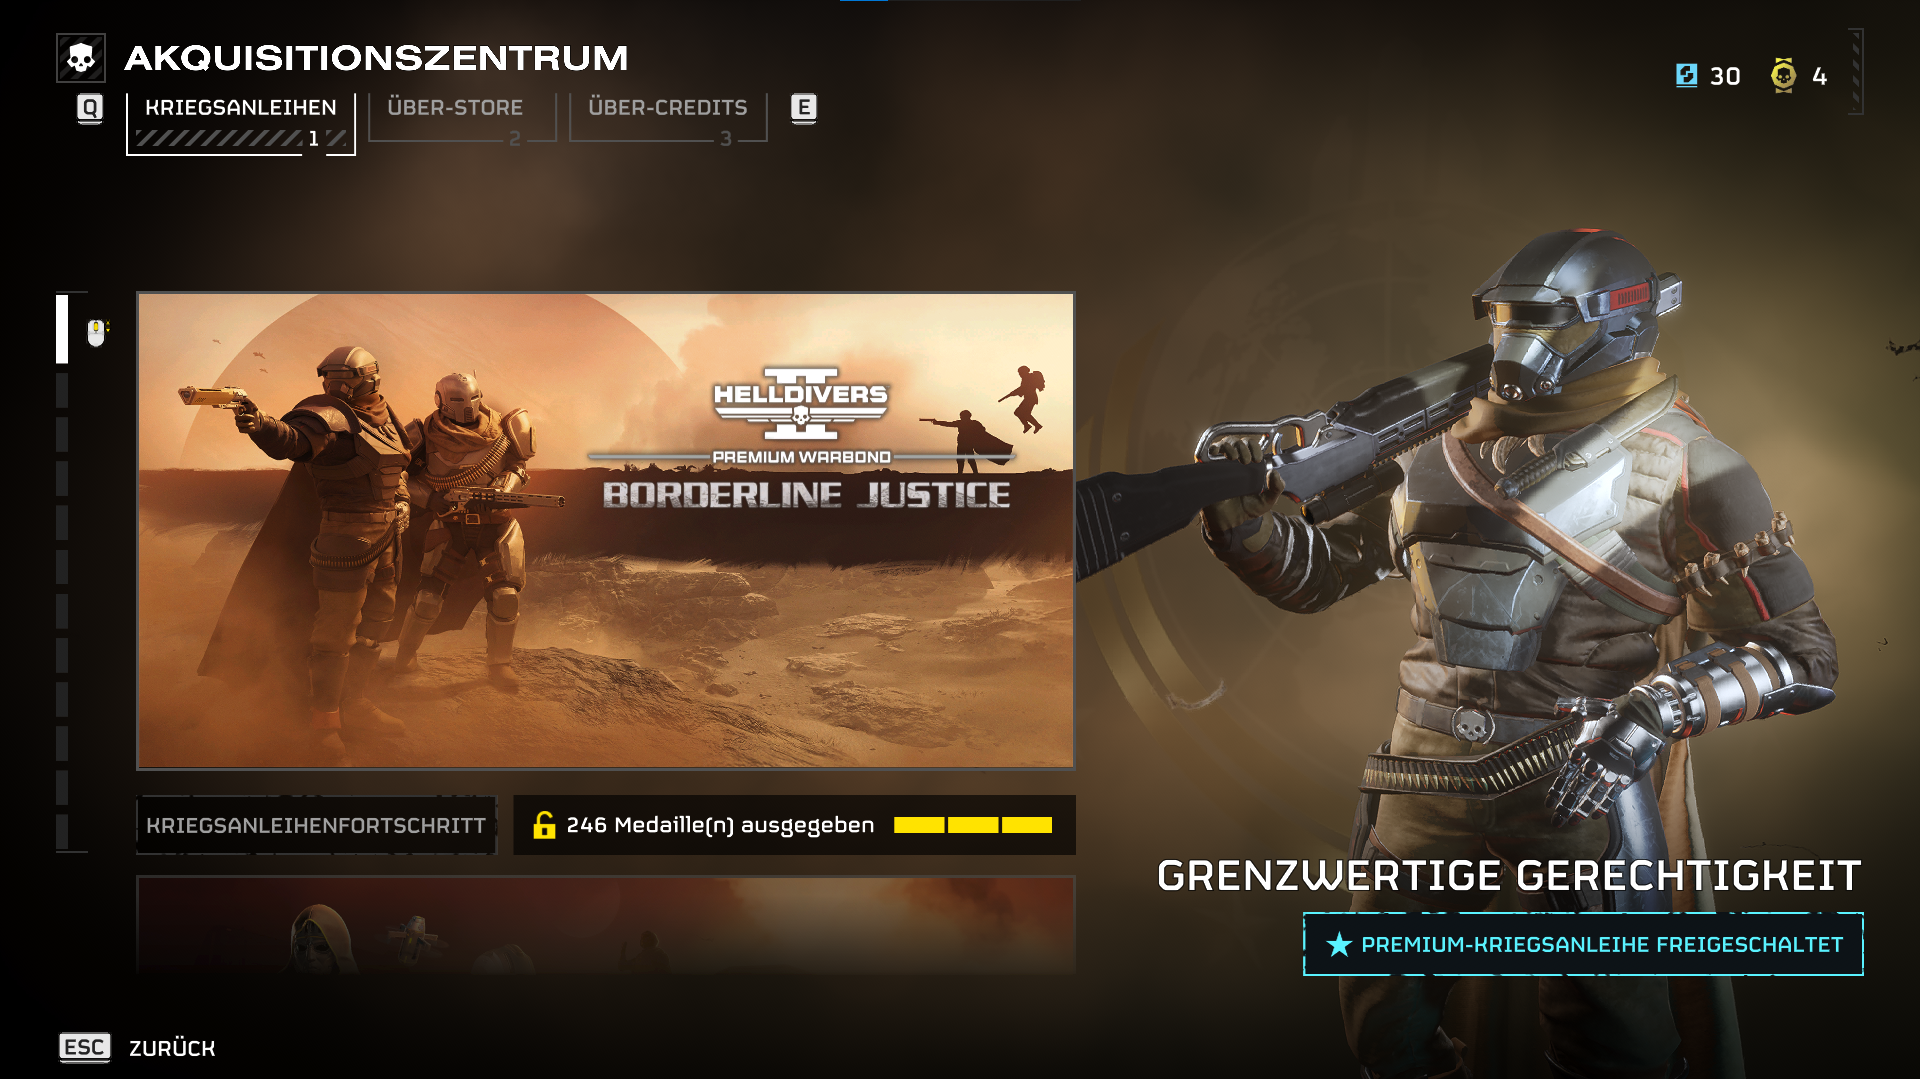 AKQUISITIONSZENTRUM
30
4
Q
KRIEGSANLEIHEN
1
ÜBER-STORE
2
ÜBER-CREDITS
3
E
HELLDIVERS
II
PREMIUM WARBOND
BORDERLINE JUSTICE
KRIEGSANLEIHENFORTSCHRITT
246 Medaille(n) ausgegeben
GRENZWERTIGE GERECHTIGKEIT
PREMIUM-KRIEGSANLEIHE FREIGESCHALTET
ESC ZURÜCK